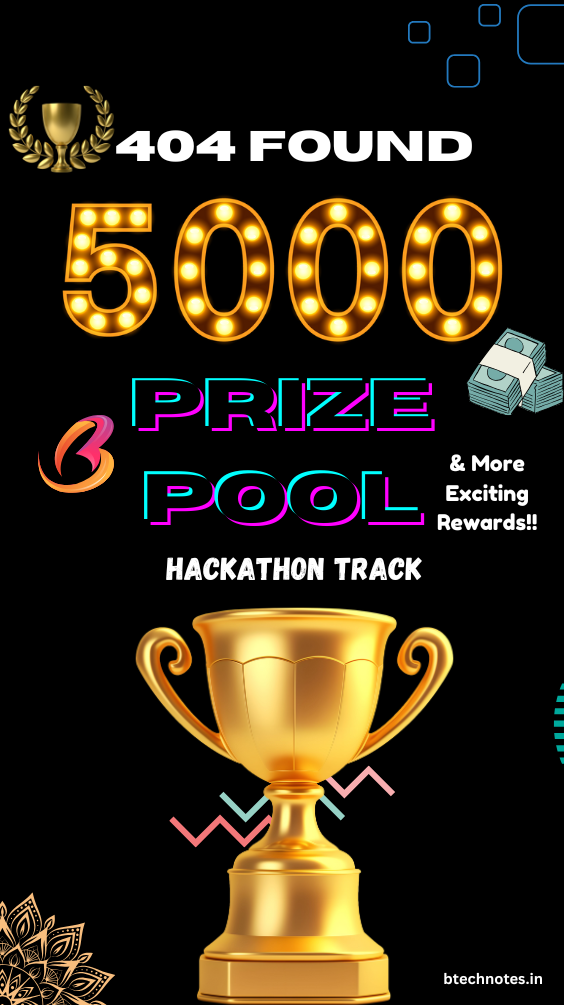 404 FOUND
5000
PRIZE
POOL
& More
Exciting
Rewards!!
HACKATHON TRACK
btechnotes.in